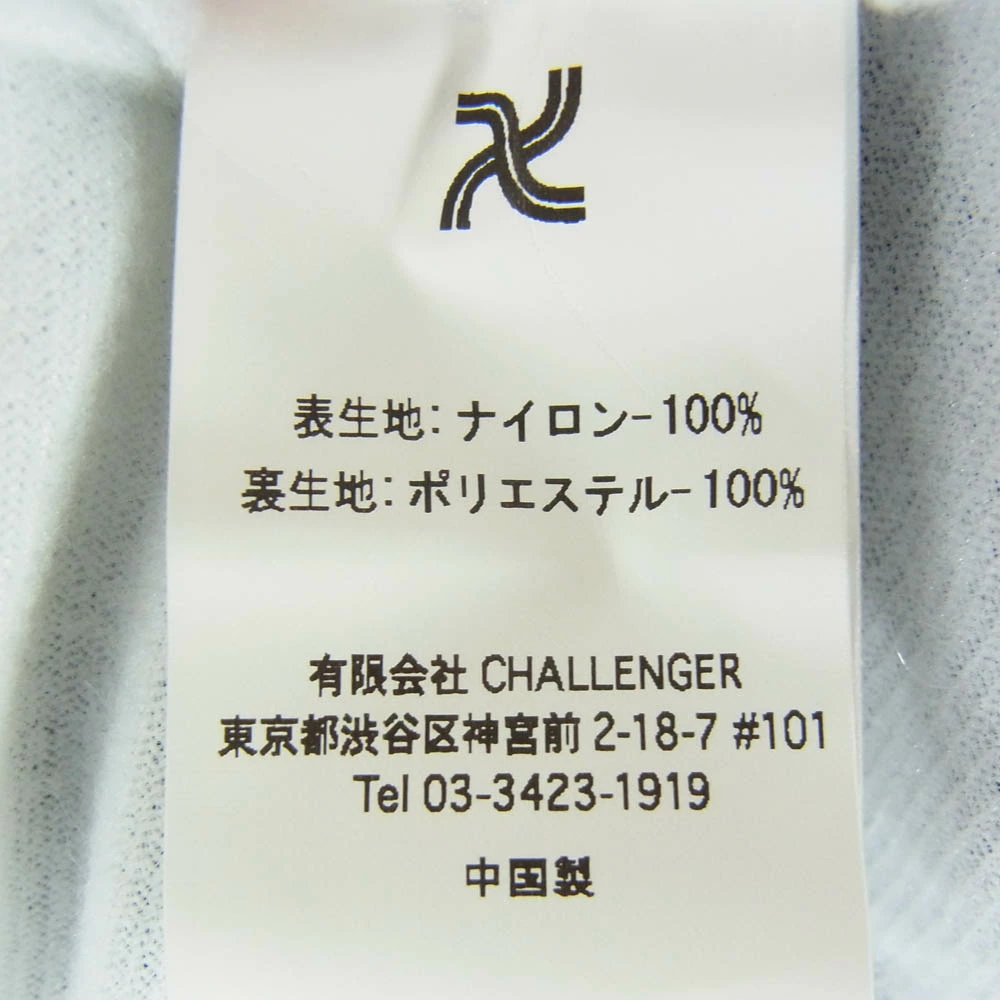 表生地:ナイロン-100%
裏生地:ポリエステル-100%
有限会社 CHALLENGER
東京都渋谷区神宮前 2-18-7 #101
Tel 03-3423-1919
中国製